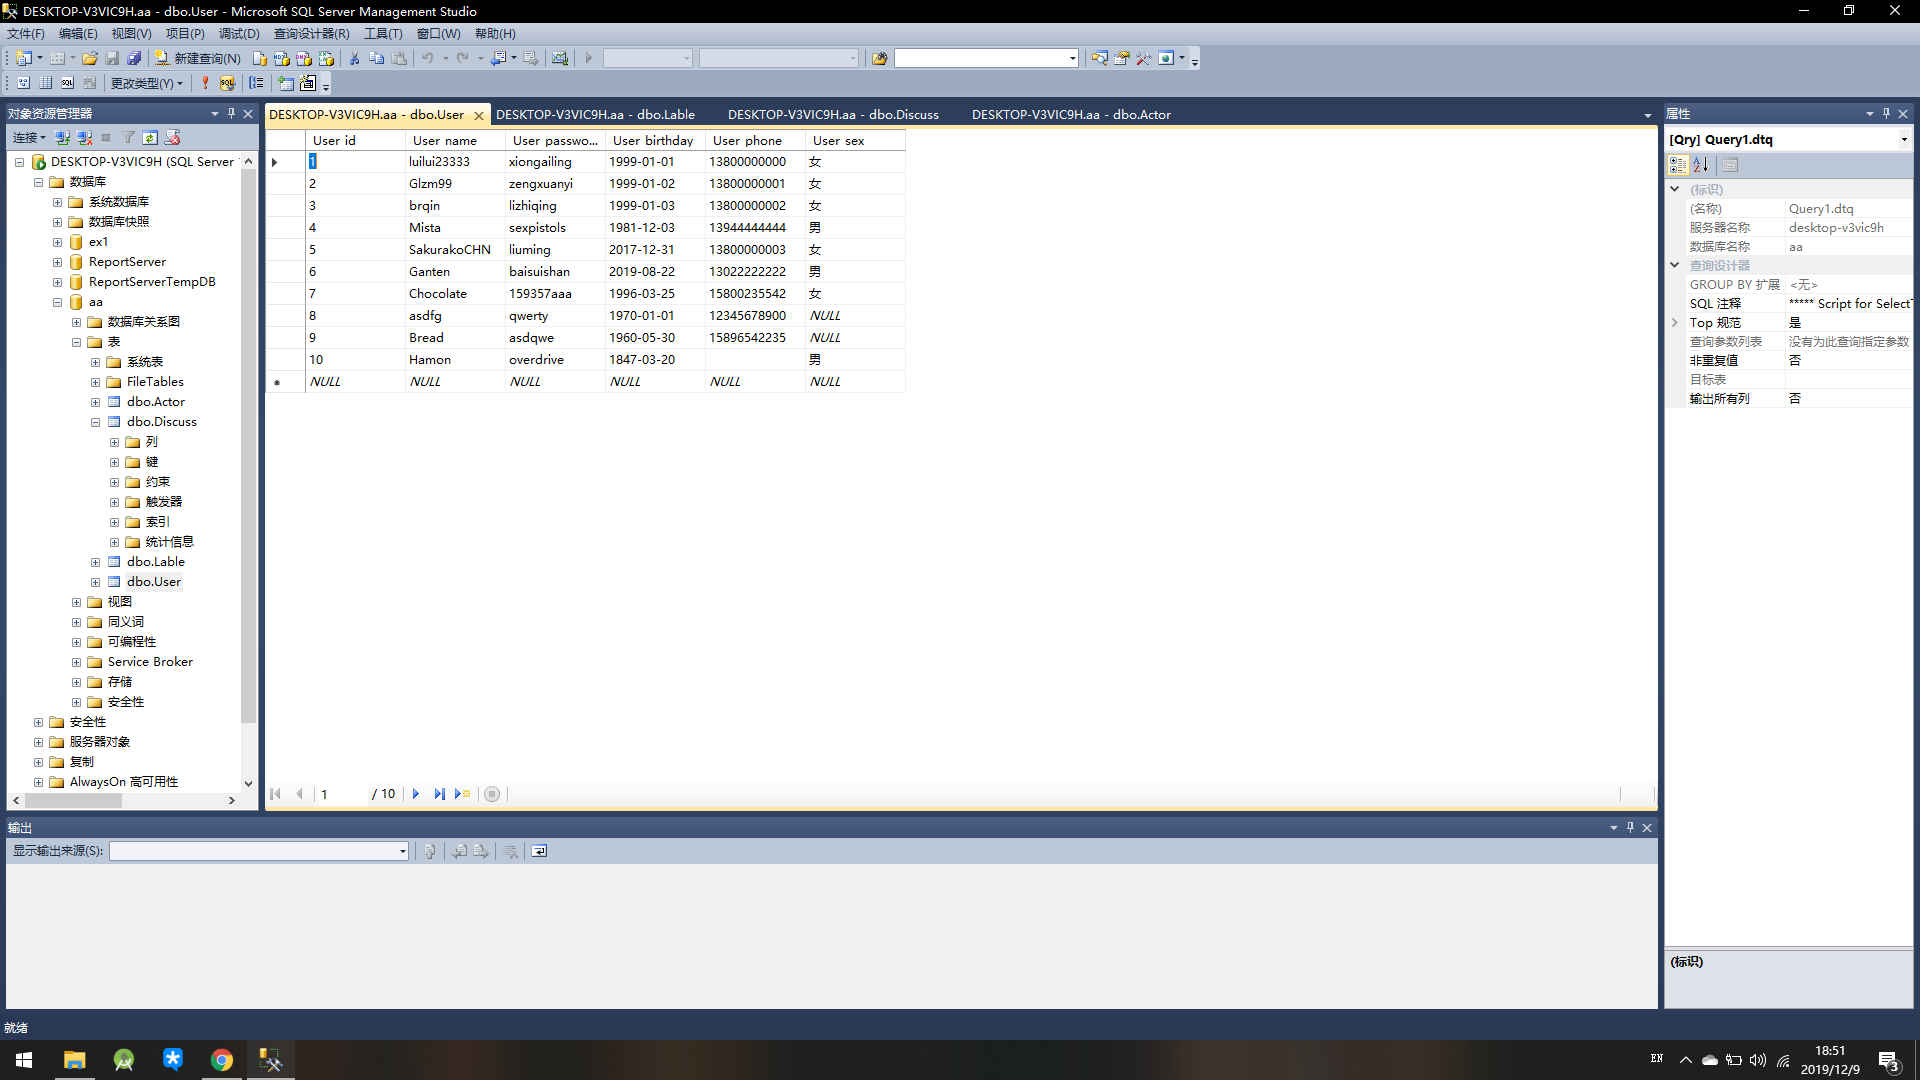 DESKTOP-V3VIC9H.aa - dbo.User - Microsoft SQL Server Management Studio
文件(F) 编辑(E) 视图(V) 项目(P) 调试(D) 查询设计器(R) 工具(T) 窗口(W) 帮助(H)
新建查询(N)
更改类型(Y)
对象资源管理器
连接
DESKTOP-V3VIC9H (SQL Server
数据库
系统数据库
数据库快照
ex1
ReportServer
ReportServerTempDB
aa
数据库关系图
表
系统表
FileTables
dbo.Actor
dbo.Discuss
列
键
约束
触发器
索引
统计信息
dbo.Lable
dbo.User
视图
同义词
可编程性
Service Broker
存储
安全性
安全性
服务器对象
复制
AlwaysOn 高可用性
DESKTOP-V3VIC9H.aa - dbo.User DESKTOP-V3VIC9H.aa - dbo.Lable DESKTOP-V3VIC9H.aa - dbo.Discuss DESKTOP-V3VIC9H.aa - dbo.Actor
User id User name User passwo... User birthday User phone User sex
1 luilui23333 xiongailing 1999-01-01 13800000000 女
2 Glzm99 zengxuanyi 1999-01-02 13800000001 女
3 brqin lizhiqing 1999-01-03 13800000002 女
4 Mista sexpistols 1981-12-03 13944444444 男
5 SakurakoCHN liuming 2017-12-31 13800000003 女
6 Ganten baisuishan 2019-08-22 13022222222 男
7 Chocolate 159357aaa 1996-03-25 15800235542 女
8 asdfg qwerty 1970-01-01 12345678900 NULL
9 Bread asdqwe 1960-05-30 15896542235 NULL
10 Hamon overdrive 1847-03-20 男
NULL NULL NULL NULL NULL NULL
1 / 10
属性
[Qry] Query1.dtq
(标识)
(名称) Query1.dtq
服务器名称 desktop-v3vic9h
数据库名称 aa
查询设计器
GROUP BY 扩展 <无>
SQL 注释 ***** Script for SelectT
Top 规范 是
查询参数列表 没有为此查询指定参数
非重复值 否
目标表
输出所有列 否
(标识)
输出
显示输出来源(S):
就绪
EN
18:51
2019/12/9
3